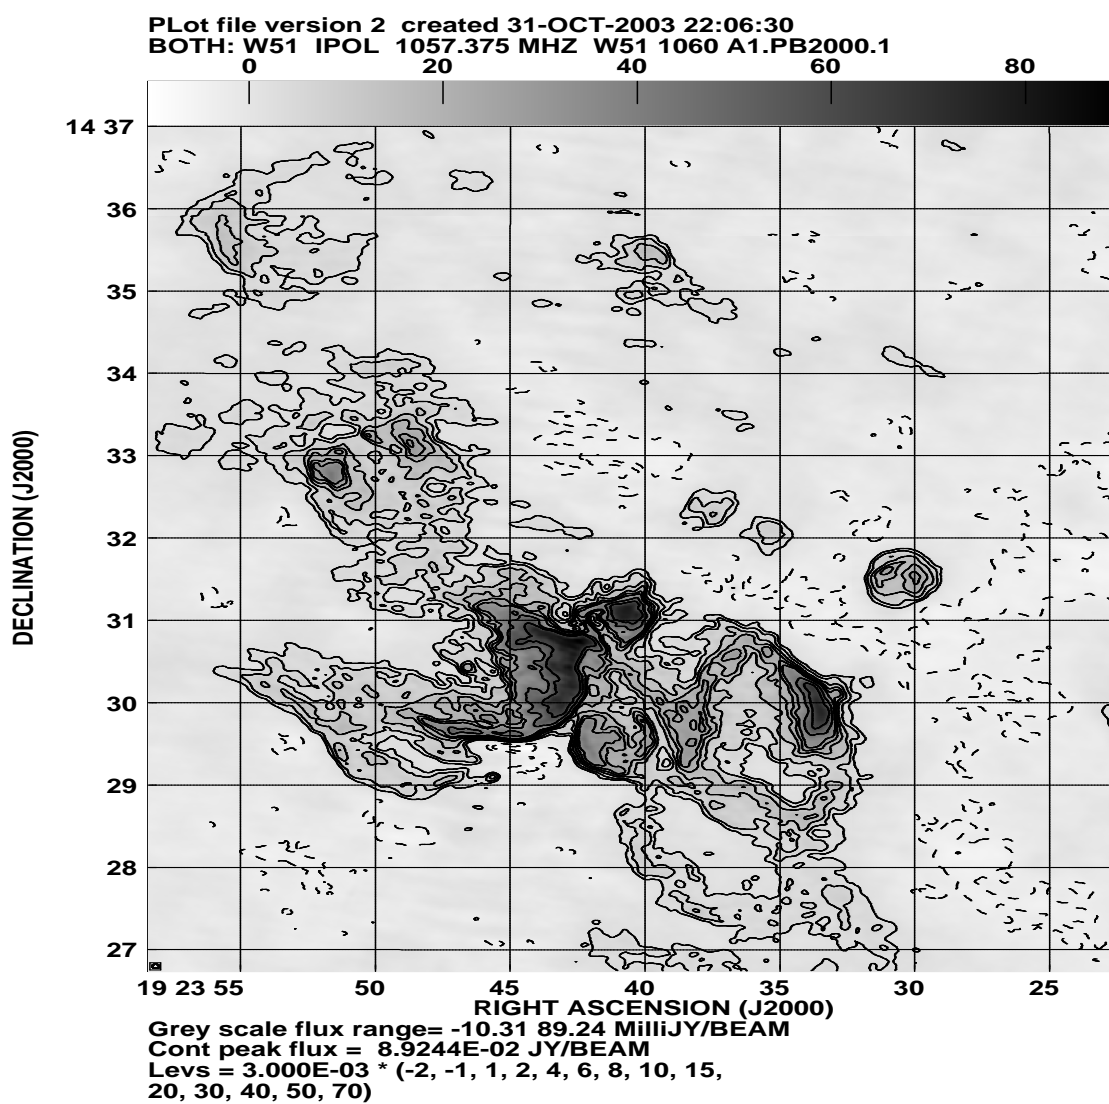 PLot file version 2 created 31-OCT-2003 22:06:30
BOTH: W51 IPOL 1057.375 MHZ W51 1060 A1.PB2000.1
0 20 40 60 80
14 37
36
35
34
33
32
31
30
29
28
27
DECLINATION (J2000)
19 23 55 50 45 40 35 30 25
RIGHT ASCENSION (J2000)
Grey scale flux range= -10.31 89.24 MilliJY/BEAM
Cont peak flux = 8.9244E-02 JY/BEAM
Levs = 3.000E-03 * (-2, -1, 1, 2, 4, 6, 8, 10, 15,
20, 30, 40, 50, 70)